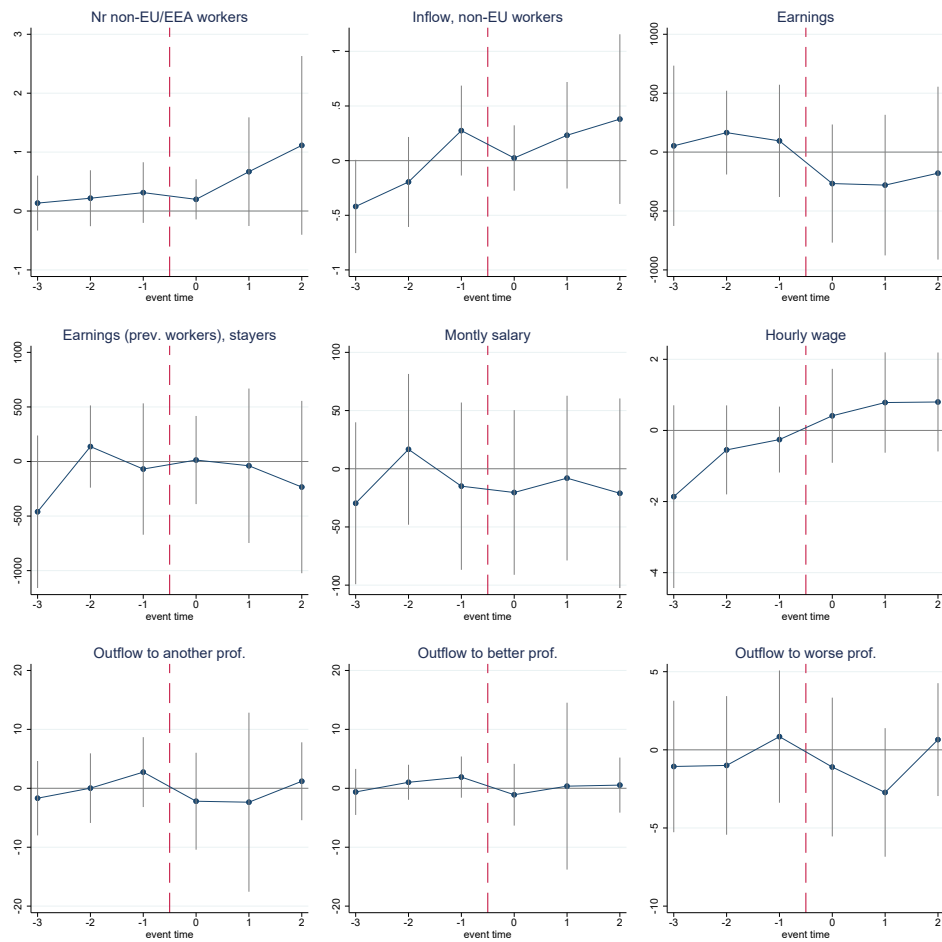 Nr non-EU/EEA workers
3
2
1
0
-1
-3 -2 -1 0 1 2
event time
Inflow, non-EU workers
1
.5
0
-.5
-1
-3 -2 -1 0 1 2
event time
Earnings
1000
500
0
-500
-1000
-3 -2 -1 0 1 2
event time
Earnings (prev. workers), stayers
1000
500
0
-500
-1000
-3 -2 -1 0 1 2
event time
Montly salary
100
50
0
-50
-100
-3 -2 -1 0 1 2
event time
Hourly wage
2
0
-2
-4
-3 -2 -1 0 1 2
event time
Outflow to another prof.
20
10
0
-10
-20
-3 -2 -1 0 1 2
event time
Outflow to better prof.
20
10
0
-10
-20
-3 -2 -1 0 1 2
event time
Outflow to worse prof.
5
0
-5
-10
-3 -2 -1 0 1 2
event time